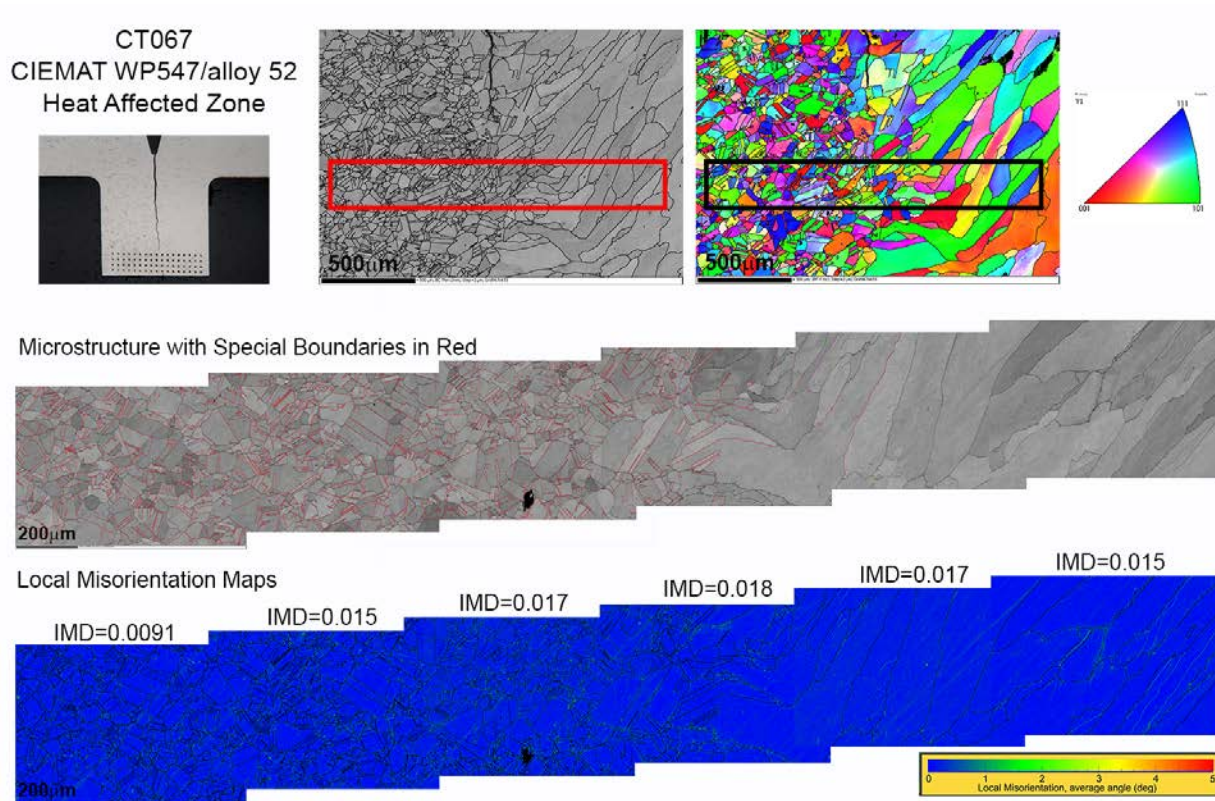 CT067
CIEMAT WP547/alloy 52
Heat Affected Zone
500μm
500μm
111
001
101
Microstructure with Special Boundaries in Red
200μm
Local Misorientation Maps
IMD=0.0091
IMD=0.015
IMD=0.017
IMD=0.018
IMD=0.017
IMD=0.015
200μm
0 1 2 3 4 5
Local Misorientation, average angle (deg)